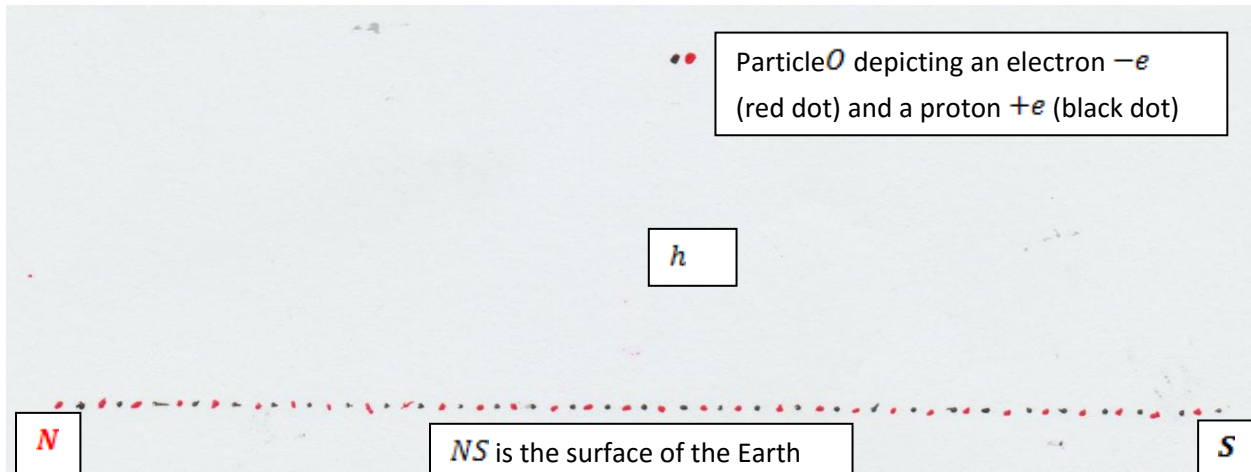 Particle O depicting an electron −e
(red dot) and a proton +e (black dot)
h
N
NS is the surface of the Earth
S